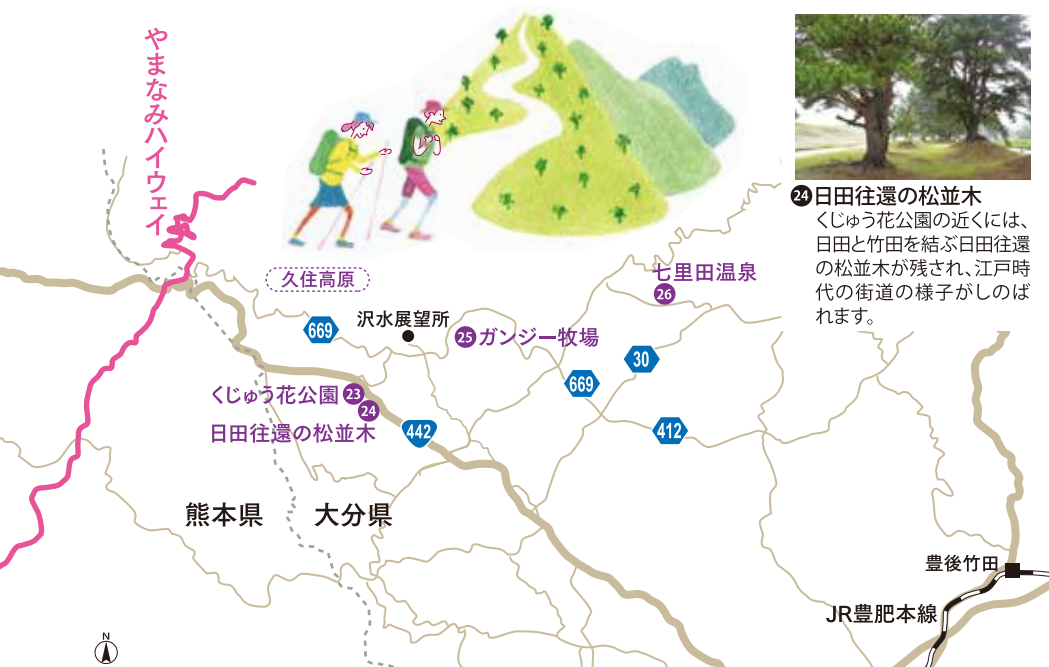 やまなみハイウェイ
久住高原
669
沢水展望所
25 ガンジー牧場
七里田温泉
26
30
669
412
くじゅう花公園 23
24
日田往還の松並木
442
熊本県
大分県
豊後竹田
JR豊肥本線
N
24 日田往還の松並木
くじゅう花公園の近くには、
日田と竹田を結ぶ日田往還
の松並木が残され、江戸時
代の街道の様子がしのば
れます。